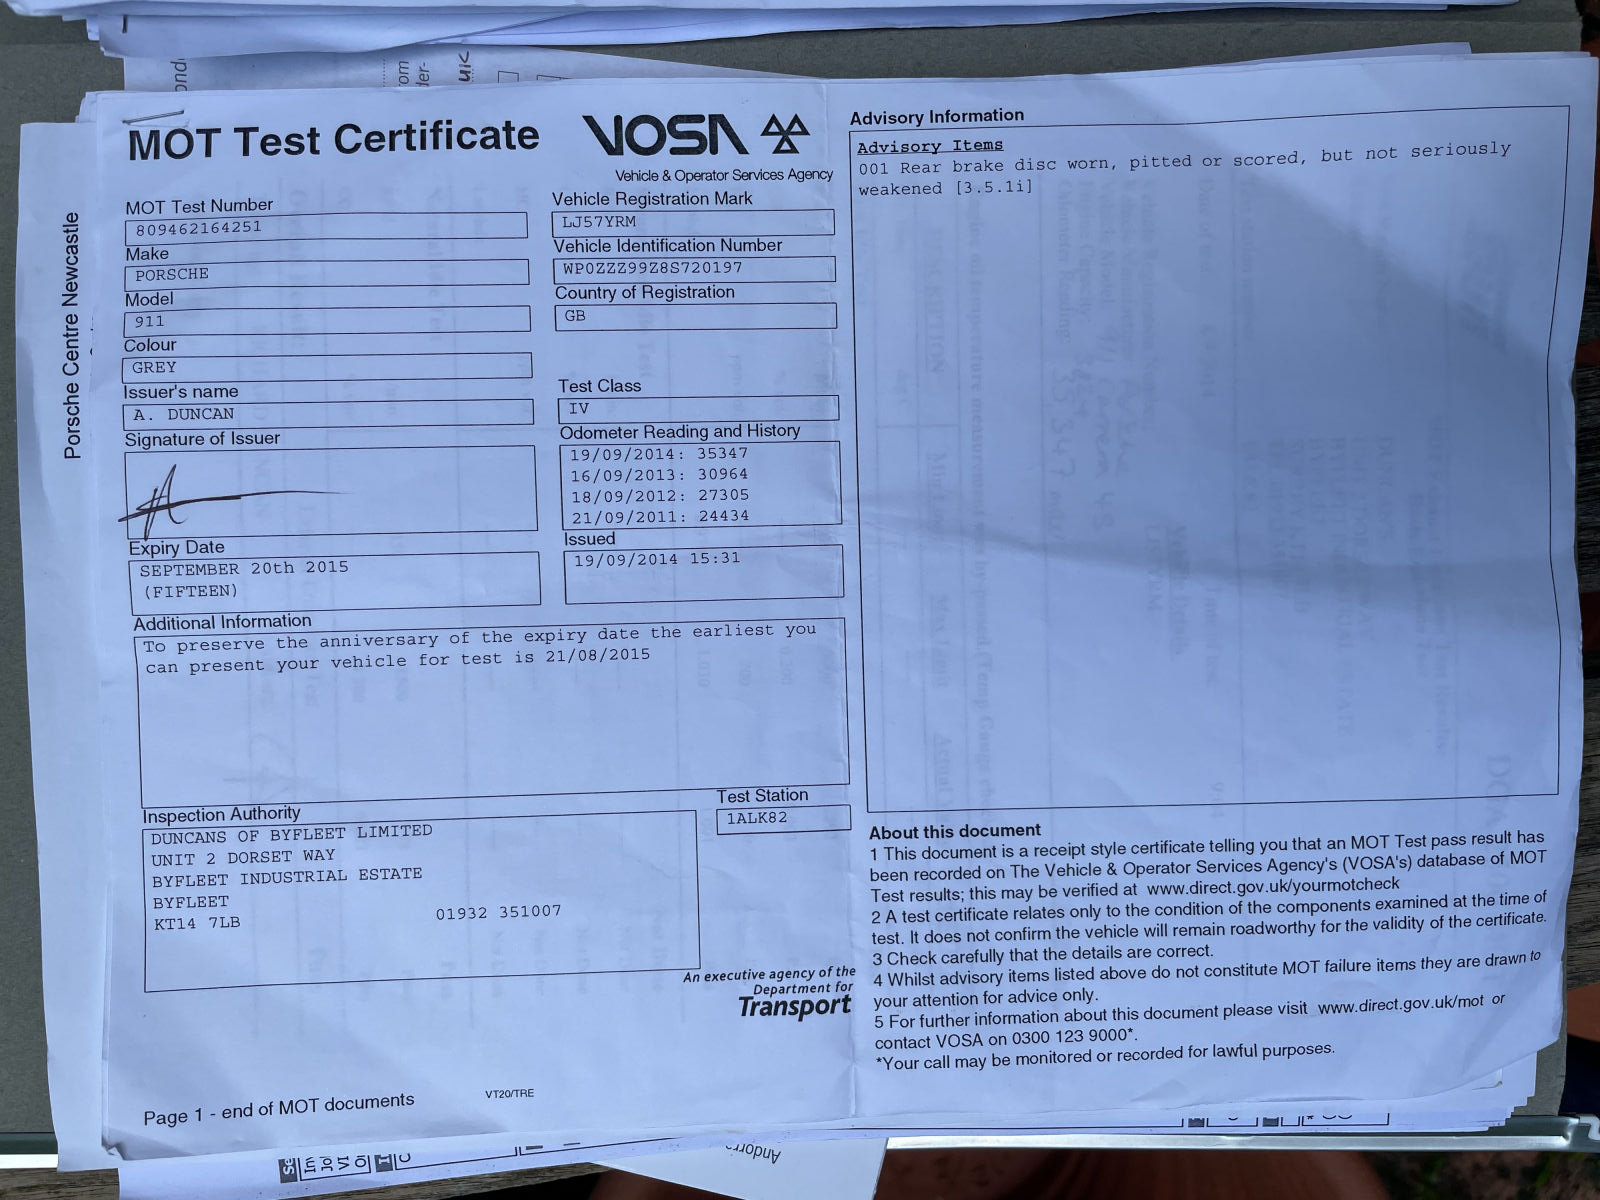 Porsche Centre Newcastle
MOT Test Certificate
VOSA
Vehicle & Operator Services Agency
MOT Test Number
809462164251
Make
PORSCHE
Model
911
Colour
GREY
Issuer's name
A. DUNCAN
Signature of Issuer
Expiry Date
SEPTEMBER 20th 2015
(FIFTEEN)
Vehicle Registration Mark
LJ57YRM
Vehicle Identification Number
WP0ZZZ99Z8S720197
Country of Registration
GB
Test Class
IV
Odometer Reading and History
19/09/2014: 35347
16/09/2013: 30964
18/09/2012: 27305
21/09/2011: 24434
Issued
19/09/2014 15:31
Additional Information
To preserve the anniversary of the expiry date the earliest you
can present your vehicle for test is 21/08/2015
Inspection Authority
DUNCANS OF BYFLEET LIMITED
UNIT 2 DORSET WAY
BYFLEET INDUSTRIAL ESTATE
BYFLEET
KT14 7LB 01932 351007
Test Station
1ALK82
An executive agency of the
Department for
Transport
Page 1 - end of MOT documents
VT20/TRE
Advisory Information
Advisory Items
001 Rear brake disc worn, pitted or scored, but not seriously
weakened [3.5.1i]
About this document
1 This document is a receipt style certificate telling you that an MOT Test pass result has
been recorded on The Vehicle & Operator Services Agency's (VOSA's) database of MOT
Test results; this may be verified at www.direct.gov.uk/yourmotcheck
2 A test certificate relates only to the condition of the components examined at the time of
test. It does not confirm the vehicle will remain roadworthy for the validity of the certificate.
3 Check carefully that the details are correct.
4 Whilst advisory items listed above do not constitute MOT failure items they are drawn to
your attention for advice only.
5 For further information about this document please visit www.direct.gov.uk/mot or
contact VOSA on 0300 123 9000*.
*Your call may be monitored or recorded for lawful purposes.